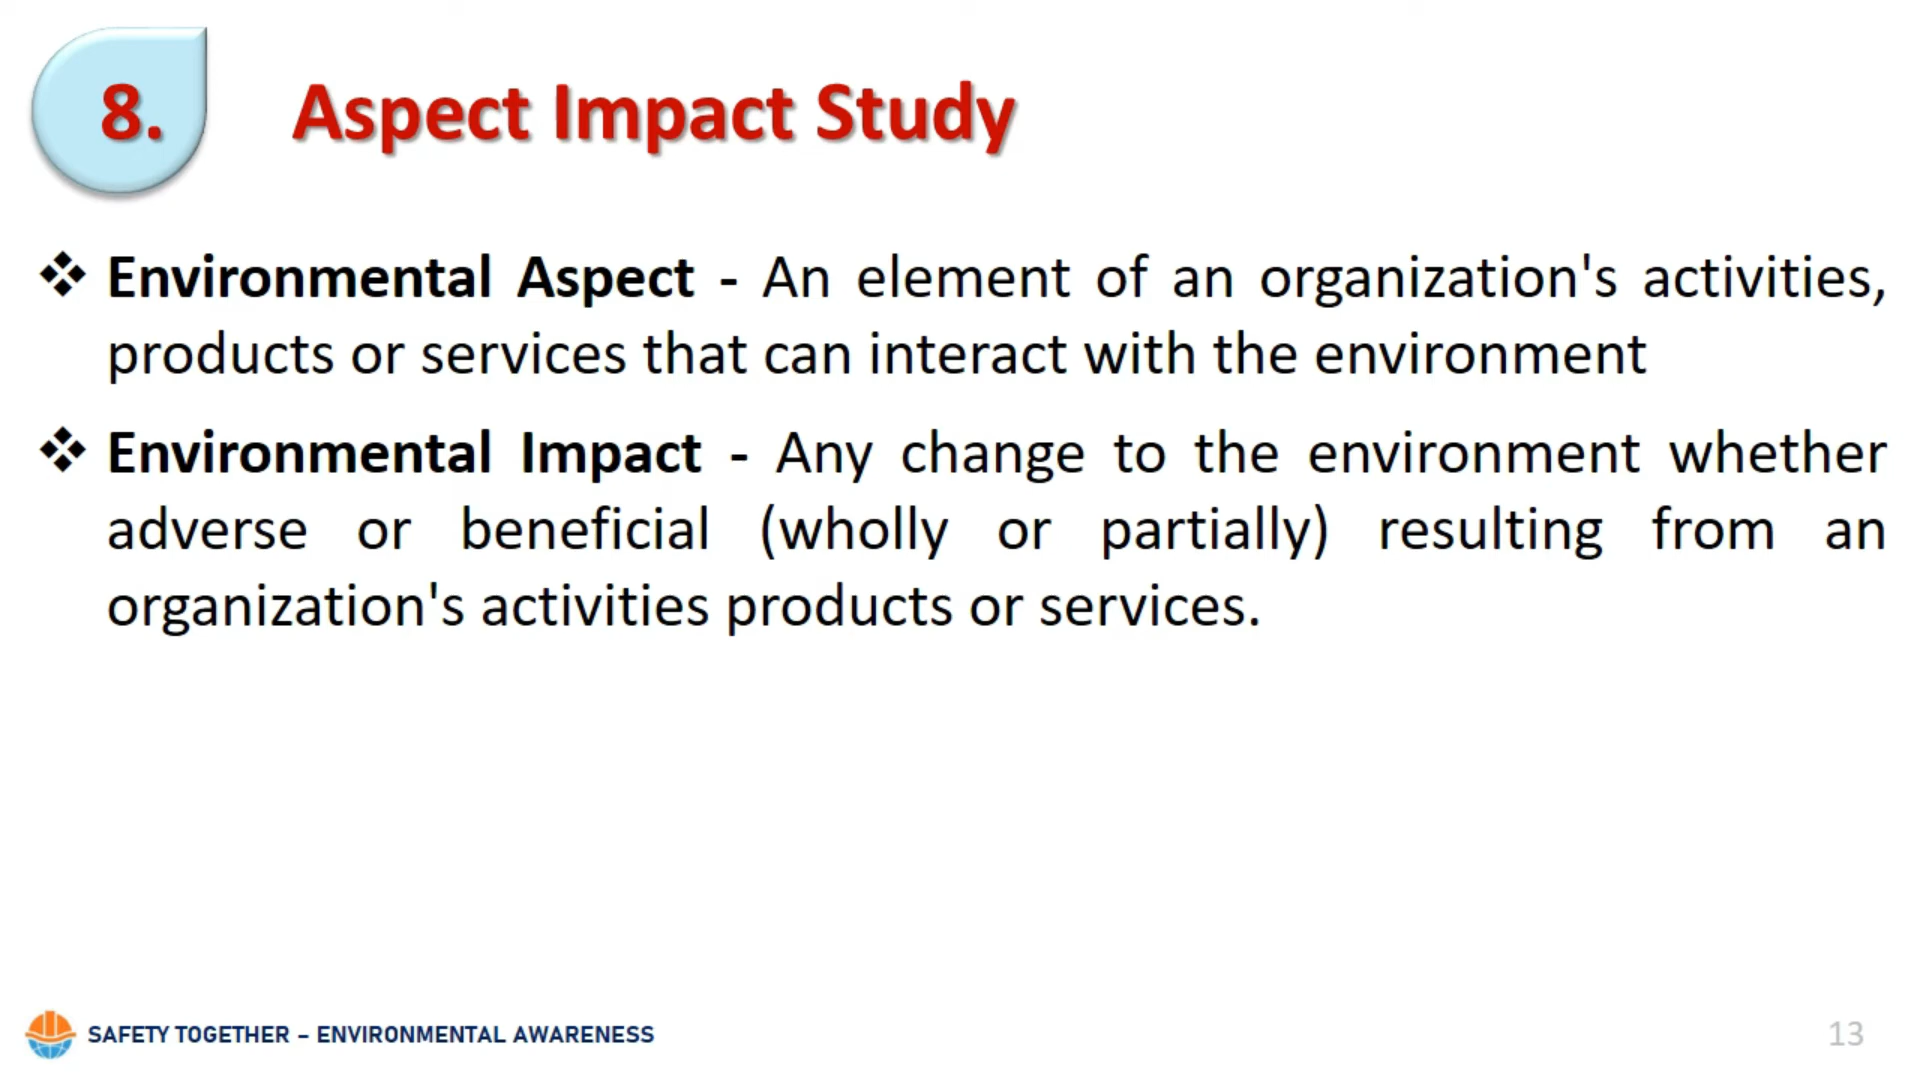 8. Aspect Impact Study
❖ Environmental Aspect - An element of an organization's activities,
products or services that can interact with the environment
❖ Environmental Impact - Any change to the environment whether
adverse or beneficial (wholly or partially) resulting from an
organization's activities products or services.
SAFETY TOGETHER – ENVIRONMENTAL AWARENESS
13